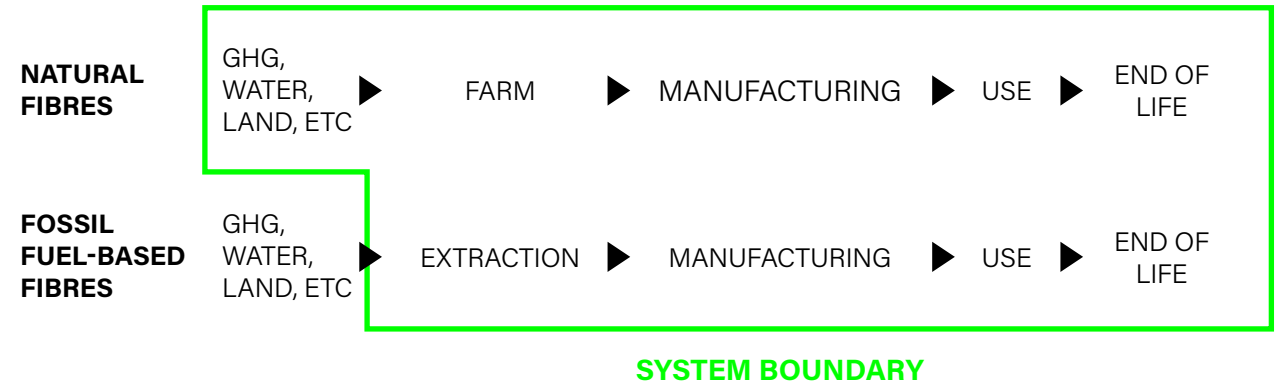 NATURAL
FIBRES
GHG,
WATER,
LAND, ETC
FARM
MANUFACTURING
USE
END OF
LIFE
FOSSIL
FUEL-BASED
FIBRES
GHG,
WATER,
LAND, ETC
EXTRACTION
MANUFACTURING
USE
END OF
LIFE
SYSTEM BOUNDARY